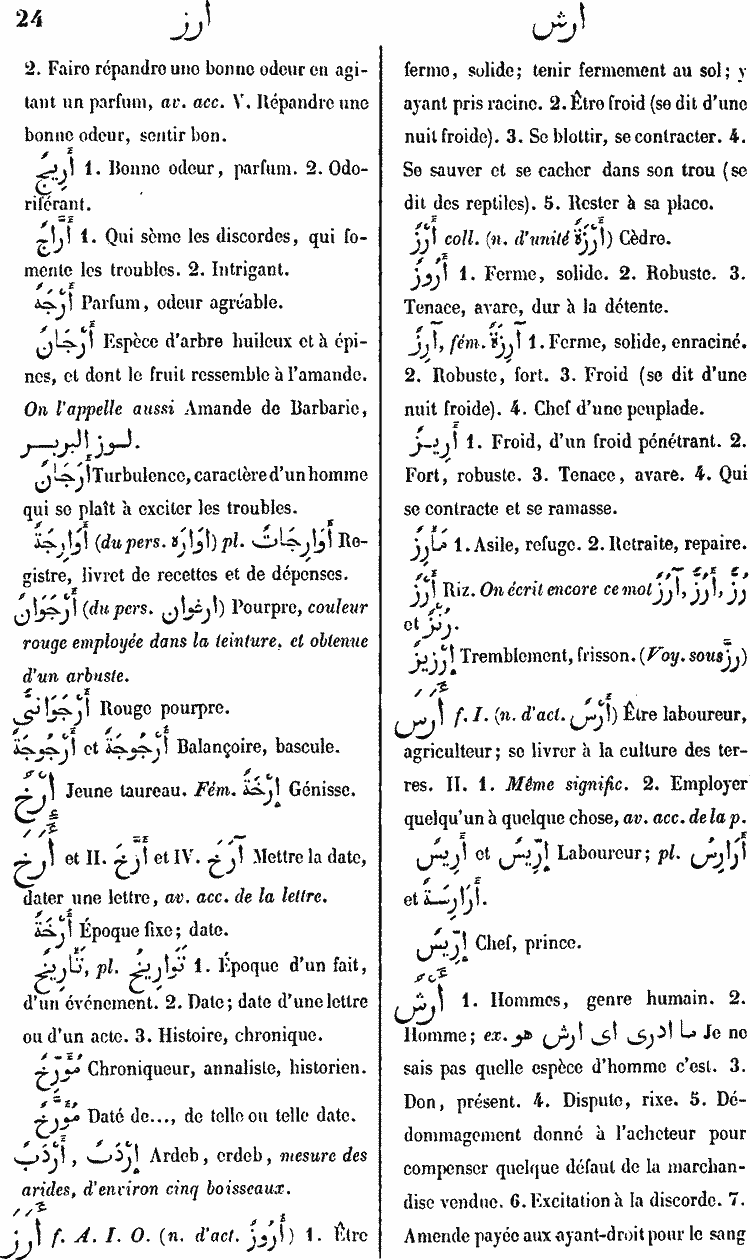 24
أرز
أرش
2. Faire répandre une bonne odeur en agi-
tant un parfum, av. acc. V. Répandre une
bonne odeur, sentir bon.
أَرِيجٌ 1. Bonne odeur, parfum. 2. Odo-
riférant.
أَرَّاجٌ 1. Qui sème les discordes, qui fo-
mente les troubles. 2. Intrigant.
أَرْجَةٌ Parfum, odeur agréable.
أَرْجَانٌ Espèce d'arbre huileux et à épi-
nes, et dont le fruit ressemble à l'amande.
On l'appelle aussi Amande de Barbarie,
لوز البربر.
أَرَجَانٌ Turbulence, caractère d'un homme
qui se plaît à exciter les troubles.
أَوَارِجَةٌ (du pers. اواره) pl. أَوَارِجَاتٌ Re-
gistre, livret de recettes et de dépenses.
أُرْجُوَانٌ (du pers. ارغوان) Pourpre, couleur
rouge employée dans la teinture, et obtenue
d'un arbuste.
أُرْجُوَانِىٌّ Rouge pourpre.
أُرْجُوجَةٌ et أُرْجُوحَةٌ Balançoire, bascule.
أَرْخٌ Jeune taureau. Fém. إِرْخَةٌ Génisse.
أَرَخَ et II. أَرَّخَ et IV. آرَخَ Mettre la date,
dater une lettre, av. acc. de la lettre.
أُرْخَةٌ Époque fixe; date.
تَأْرِيخٌ, pl. تَوَارِيخُ 1. Époque d'un fait,
d'un événement. 2. Date; date d'une lettre
ou d'un acte. 3. Histoire, chronique.
مُؤَرِّخٌ Chroniqueur, annaliste, historien.
مُؤَرَّخٌ Daté de..., de telle ou telle date.
أَرْدَبٌّ, إِرْدَبٌّ Ardeb, erdeb, mesure des
arides, d'environ cinq boisseaux.
أَرَزَ f. A. I. O. (n. d'act. أُرُوزٌ) 1. Être
ferme, solide; tenir fermement au sol; y
ayant pris racine. 2. Être froid (se dit d'une
nuit froide). 3. Se blottir, se contracter. 4.
Se sauver et se cacher dans son trou (se
dit des reptiles). 5. Rester à sa place.
أَرْزٌ coll. (n. d'unité أَرْزَةٌ) Cèdre.
أَرُوزٌ 1. Ferme, solide. 2. Robuste. 3.
Tenace, avare, dur à la détente.
آرِزٌ, fém. آرِزَةٌ 1. Ferme, solide, enraciné.
2. Robuste, fort. 3. Froid (se dit d'une
nuit froide). 4. Chef d'une peuplade.
أَرِيزٌ 1. Froid, d'un froid pénétrant. 2.
Fort, robuste. 3. Tenace, avare. 4. Qui
se contracte et se ramasse.
مَأْرِزٌ 1. Asile, refuge. 2. Retraite, repaire.
أَرُزٌّ Riz. On écrit encore ce mot آرُزٌ, أُرُزٌّ, رُزٌّ
et رُنْزٌ.
إِرْزِيزٌ Tremblement, frisson. (Voy. sous رزّ)
أَرَسَ f. I. (n. d'act. أَرْسٌ) Être laboureur,
agriculteur; se livrer à la culture des ter-
res. II. 1. Même signific. 2. Employer
quelqu'un à quelque chose, av. acc. de la p.
أَرِيسٌ et إِرِّيسٌ Laboureur; pl. أَرَارِيسُ
et أَرَارِسَةٌ.
إِرِّيسٌ Chef, prince.
أَرْشٌ 1. Hommes, genre humain. 2.
Homme; ex. ما ادرى اى ارش هو Je ne
sais pas quelle espèce d'homme c'est. 3.
Don, présent. 4. Dispute, rixe. 5. Dé-
dommagement donné à l'acheteur pour
compenser quelque défaut de la marchan-
dise vendue. 6. Excitation à la discorde. 7.
Amende payée aux ayant-droit pour le sang